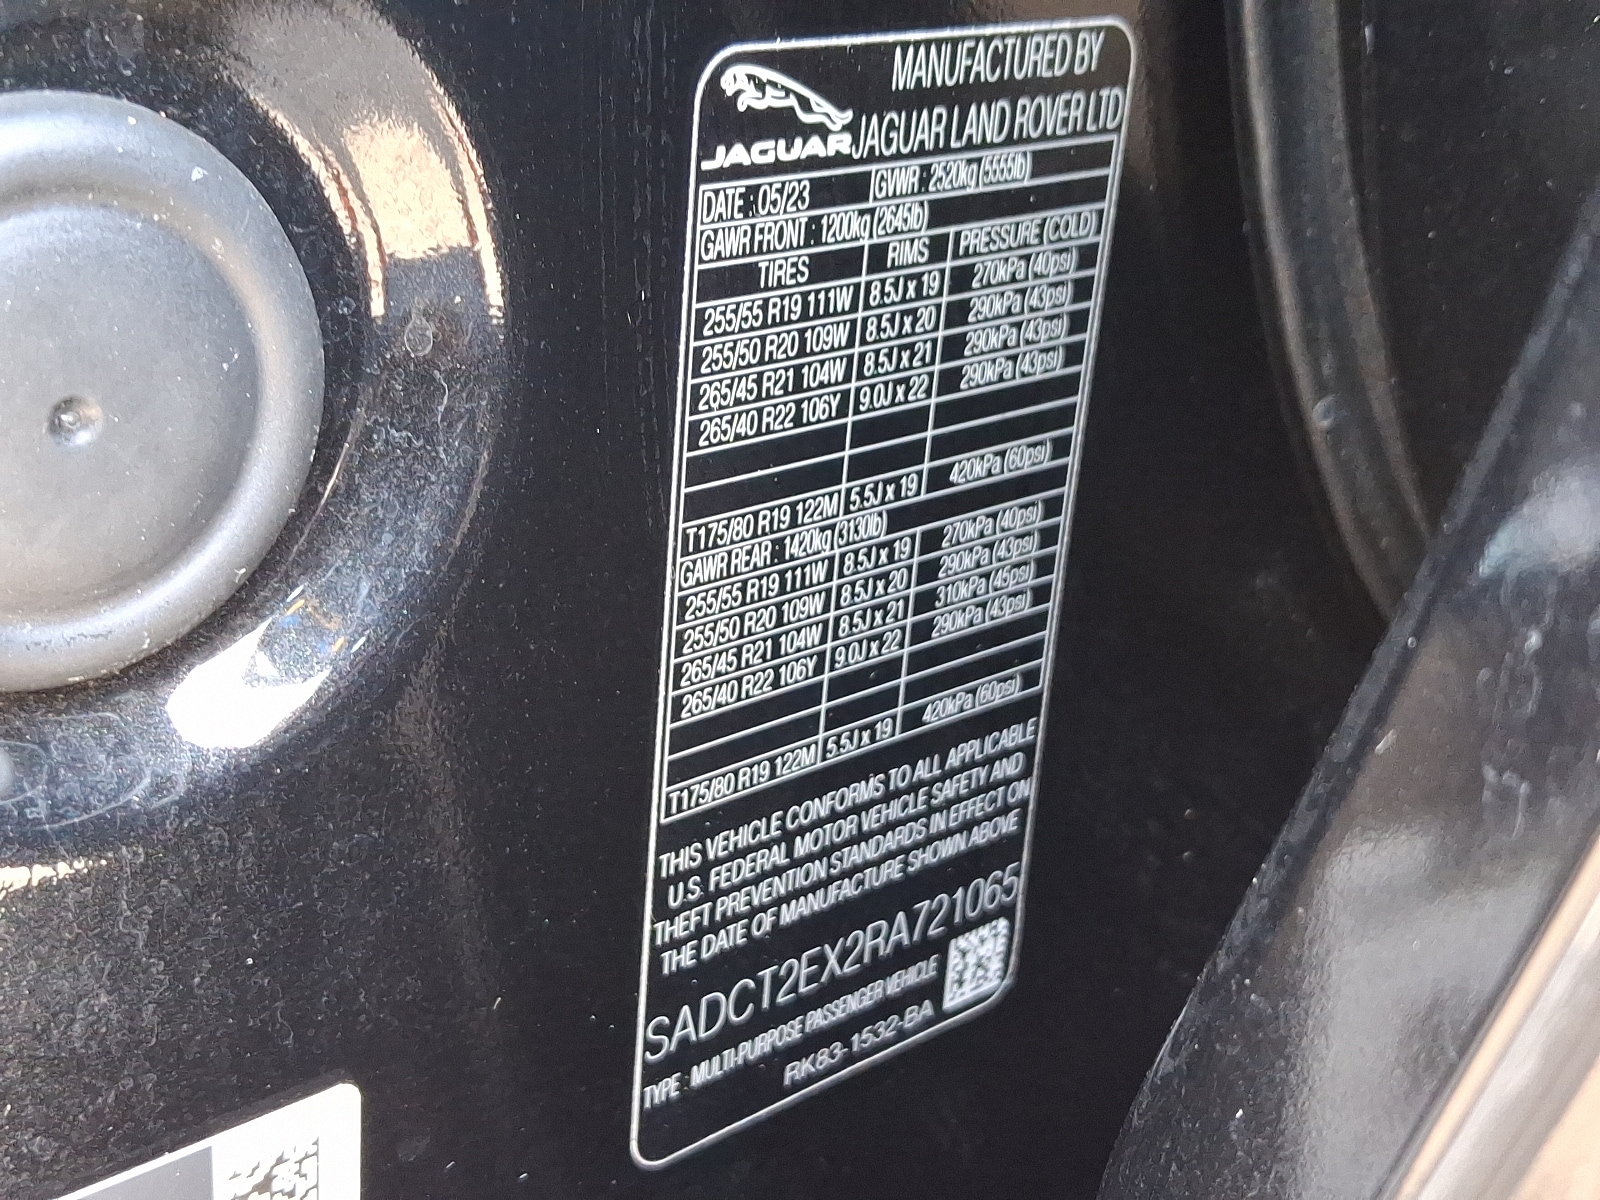 MANUFACTURED BY
JAGUAR JAGUAR LAND ROVER LTD
DATE : 05/23 GVWR : 2520kg (5555lb)
GAWR FRONT : 1200kg (2645lb)
TIRES RIMS PRESSURE (COLD)
255/55 R19 111W 8.5J x 19 270kPa (40psi)
255/50 R20 109W 8.5J x 20 290kPa (43psi)
265/45 R21 104W 8.5J x 21 290kPa (43psi)
265/40 R22 106Y 9.0J x 22 290kPa (43psi)
T175/80 R19 122M 5.5J x 19 420kPa (60psi)
GAWR REAR : 1420kg (3130lb)
255/55 R19 111W 8.5J x 19 270kPa (40psi)
255/50 R20 109W 8.5J x 20 290kPa (43psi)
265/45 R21 104W 8.5J x 21 310kPa (45psi)
265/40 R22 106Y 9.0J x 22 290kPa (43psi)
T175/80 R19 122M 5.5J x 19 420kPa (60psi)
THIS VEHICLE CONFORMS TO ALL APPLICABLE
U.S. FEDERAL MOTOR VEHICLE SAFETY AND
THEFT PREVENTION STANDARDS IN EFFECT ON
THE DATE OF MANUFACTURE SHOWN ABOVE
SADCT2EX2RA721065
TYPE : MULTI-PURPOSE PASSENGER VEHICLE
RK83-1532-BA